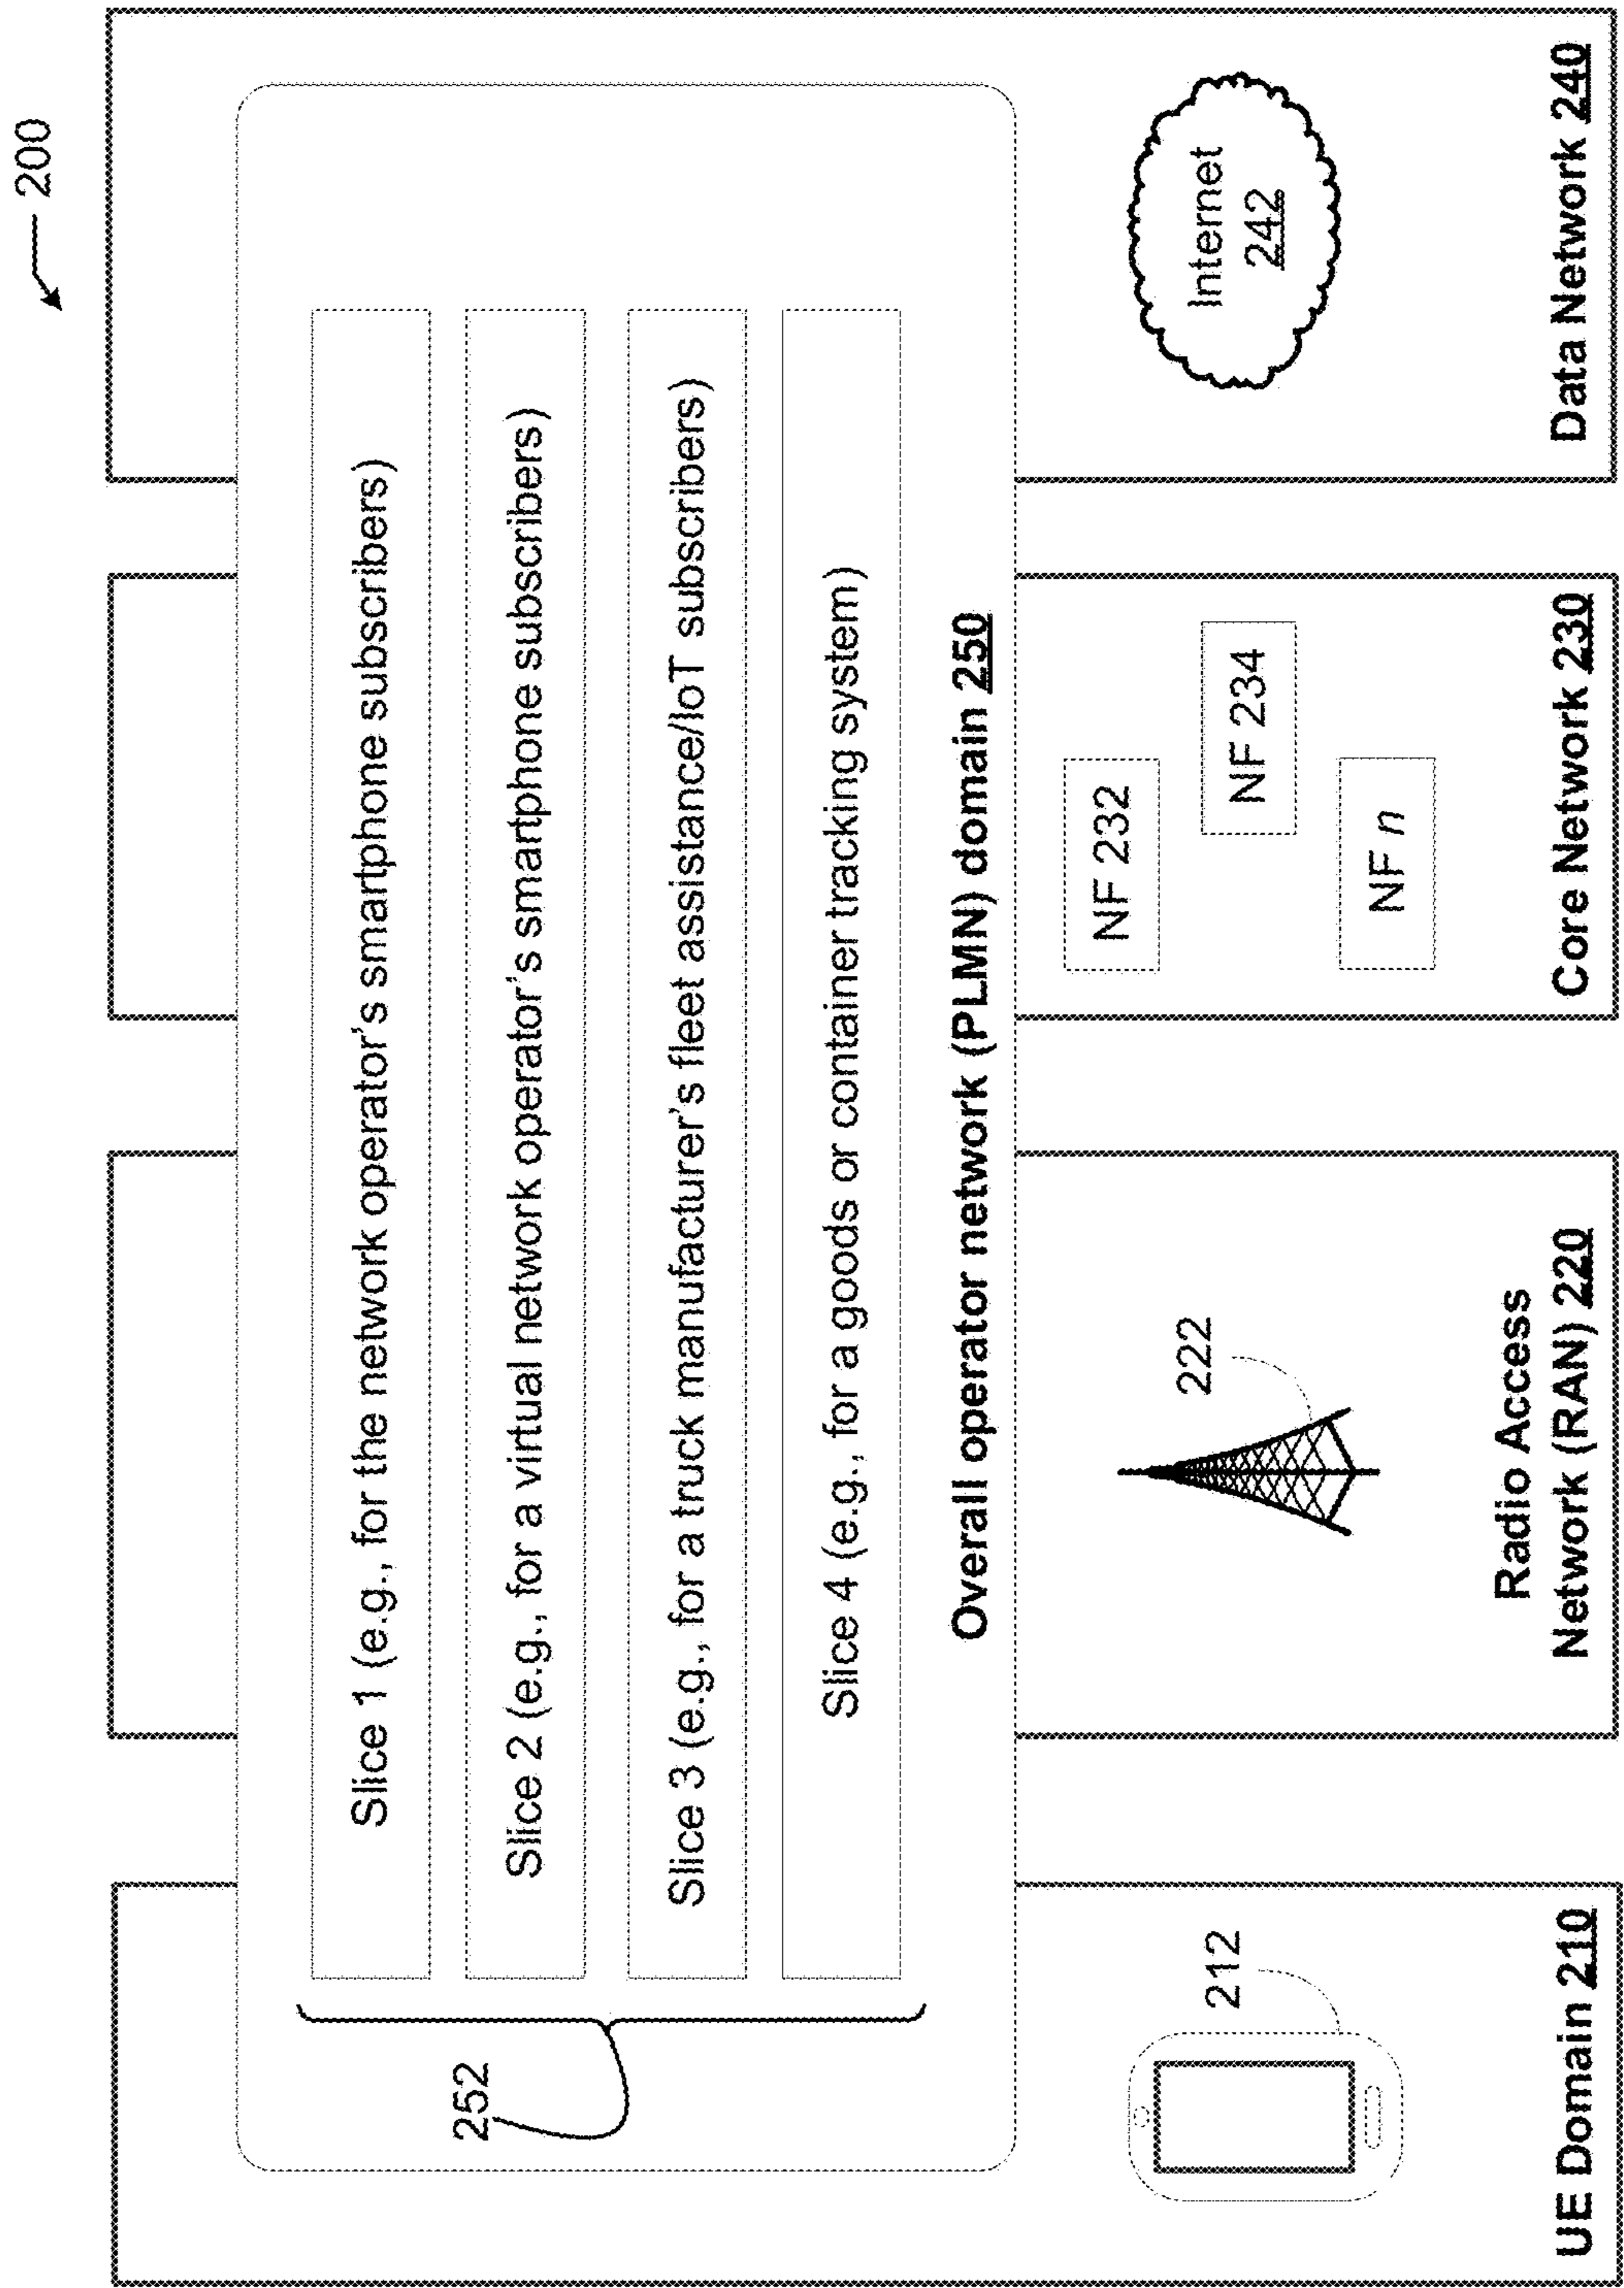 200
Slice 1 (e.g., for the network operator's smartphone subscribers)
252
Slice 2 (e.g., for a virtual network operator's smartphone subscribers)
Slice 3 (e.g., for a truck manufacturer's fleet assistance/IoT subscribers)
Slice 4 (e.g., for a goods or container tracking system)
Overall operator network (PLMN) domain 250
212
222
NF 232
NF 234
NF n
Internet
242
UE Domain 210
Radio Access
Network (RAN) 220
Core Network 230
Data Network 240